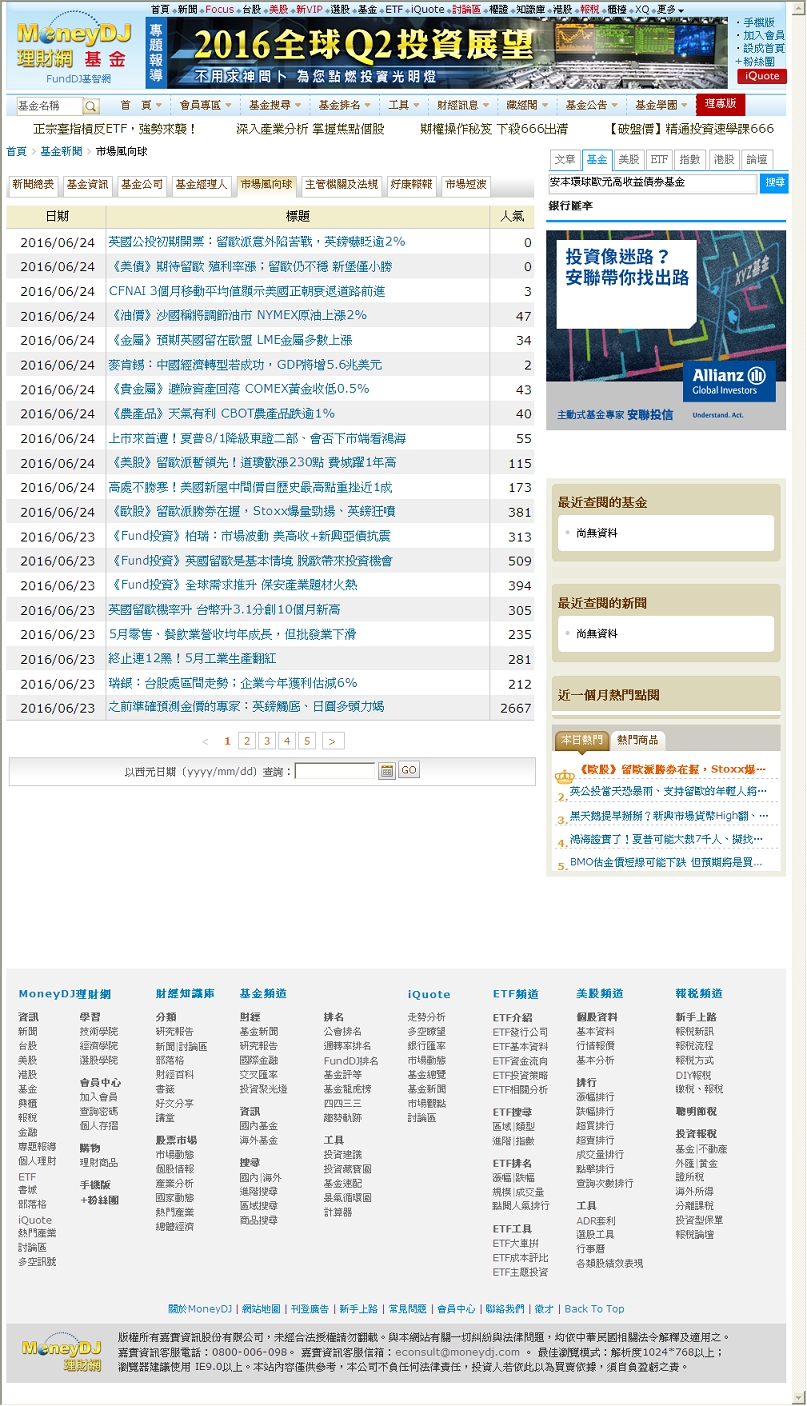 首頁 新聞 Focus 台股 美股 新VIP 選股 基金 ETF iQuote 討論區 權證 知識庫 港股 報稅 櫃檯 XQ 更多
MoneyDJ
理財網 基金
FundDJ基智網
專題報導
2016全球Q2投資展望
不用求神問卜 為您點燃投資光明燈
手機版
加入會員
設成首頁
+粉絲團
iQuote
基金名稱
首 頁 會員專區 基金搜尋 基金排名 工具 財經訊息 藏經閣 基金公告 基金學園 理專版
正宗臺指槓反ETF，強勢來襲！ 深入產業分析 掌握焦點個股 期權操作秘笈 下殺666出清 【破盤價】精通投資速學課666
首頁 > 基金新聞 > 市場風向球
新聞總表 基金資訊 基金公司 基金經理人 市場風向球 主管機關及法規 好康報報 市場短波
日期 標題 人氣
2016/06/24 英國公投初期開票：留歐派意外陷苦戰，英鎊嚇貶逾2% 0
2016/06/24 《美債》期待留歐 殖利率漲；留歐仍不穩 新堡僅小勝 0
2016/06/24 CFNAI 3個月移動平均值顯示美國正朝衰退道路前進 3
2016/06/24 《油價》沙國稱將調節油市 NYMEX原油上漲2% 47
2016/06/24 《金屬》預期英國留在歐盟 LME金屬多數上漲 34
2016/06/24 麥肯錫：中國經濟轉型若成功，GDP將增5.6兆美元 2
2016/06/24 《貴金屬》避險資產回落 COMEX黃金收低0.5% 43
2016/06/24 《農產品》天氣有利 CBOT農產品跌逾1% 40
2016/06/24 上市來首遭！夏普8/1降級東證二部、會否下市端看鴻海 55
2016/06/24 《美股》留歐派暫領先！道瓊歡漲230點 費城躍1年高 115
2016/06/24 高處不勝寒！美國新屋中間價自歷史最高點重挫近1成 173
2016/06/24 《歐股》留歐派勝券在握，Stoxx爆量勁揚、英鎊狂噴 381
2016/06/23 《Fund投資》柏瑞：市場波動 美高收+新興亞債抗震 313
2016/06/23 《Fund投資》英國留歐是基本情境 脫歐帶來投資機會 509
2016/06/23 《Fund投資》全球需求推升 保安產業題材火熱 394
2016/06/23 英國留歐機率升 台幣升3.1分創10個月新高 305
2016/06/23 5月零售、餐飲業營收均年成長，但批發業下滑 235
2016/06/23 終止連12黑！5月工業生產翻紅 281
2016/06/23 瑞銀：台股處區間走勢；企業今年獲利估減6% 212
2016/06/23 之前準確預測金價的專家：英鎊觸底、日圓多頭力竭 2667
< 1 2 3 4 5 >
以西元日期 (yyyy/mm/dd) 查詢： GO
文章 基金 美股 ETF 指數 港股 論壇
安本環球歐元高收益債券基金 搜尋
銀行匯率
投資像迷路？
安聯帶你找出路
XYZ基金
Allianz
Global Investors
主動式基金專家 安聯投信 Understand. Act.
最近查閱的基金
尚無資料
最近查閱的新聞
尚無資料
近一個月熱門點閱
本日熱門 熱門商品
《歐股》留歐派勝券在握，Stoxx爆…
2. 英公投當天恐暴雨、支持留歐的年輕人將…
3. 黑天鵝提早掰掰？新興市場貨幣High翻、…
4. 鴻海證實了！夏普可能大裁7千人、擬找…
5. BMO估金價短線可能下跌 但預期將是買…
MoneyDJ理財網
資訊
新聞
台股
美股
港股
基金
興櫃
報稅
金融
專題報導
個人理財
ETF
書城
部落格
iQuote
熱門產業
討論區
多空訊號
學習
技術學院
經濟學院
選股學院
會員中心
加入會員
查詢密碼
個人存摺
購物
理財商品
手機版
+粉絲團
財經知識庫
分類
研究報告
新聞|討論區
部落格
財經百科
書籤
好文分享
講堂
股票市場
市場動態
個股情報
產業分析
國家動態
熱門產業
總體經濟
基金頻道
財經
基金新聞
研究報告
國際金融
交叉匯率
投資聚光燈
資訊
國內基金
海外基金
搜尋
國內|海外
進階搜尋
區域搜尋
商品搜尋
排名
公會排名
週轉率排名
FundDJ排名
基金評等
基金龍虎榜
四四三三
趨勢軌跡
工具
投資建議
投資藏寶圖
基金速配
景氣循環圖
計算器
iQuote
走勢分析
多空瞭望
銀行匯率
市場動態
基金總覽
基金新聞
市場觀點
討論區
ETF頻道
ETF介紹
ETF發行公司
ETF基本資料
ETF資金流向
ETF投資策略
ETF相關分析
ETF搜尋
區域|類型
進階|指數
ETF排名
漲幅|跌幅
規模|成交量
點閱人氣排行
ETF工具
ETF大車拚
ETF成本評比
ETF主題投資
美股頻道
個股資料
基本資料
行情報價
基本分析
排行
漲幅排行
跌幅排行
超買排行
超賣排行
成交量排行
點擊排行
查詢次數排行
工具
ADR套利
選股工具
行事曆
各類股績效表現
報稅頻道
新手上路
報稅新訊
報稅流程
報稅方式
DIY報稅
繳稅、報稅
聰明節稅
投資報稅
基金|不動產
外匯|黃金
證所稅
海外所得
分離課稅
投資型保單
報稅論壇
關於MoneyDJ | 網站地圖 | 刊登廣告 | 新手上路 | 常見問題 | 會員中心 | 聯絡我們 | 徵才 | Back To Top
MoneyDJ
理財網
版權所有嘉實資訊股份有限公司，未經合法授權請勿翻載。與本網站有關一切糾紛與法律問題，均依中華民國相關法令解釋及適用之。
嘉實資訊客服電話：0800-006-098。 嘉實資訊客服信箱：econsult@moneydj.com 。 最佳瀏覽模式：解析度1024*768以上；
瀏覽器建議使用 IE9.0以上。本站內容僅供參考，本公司不負任何法律責任，投資人若依此以為買賣依據，須自負盈虧之責。